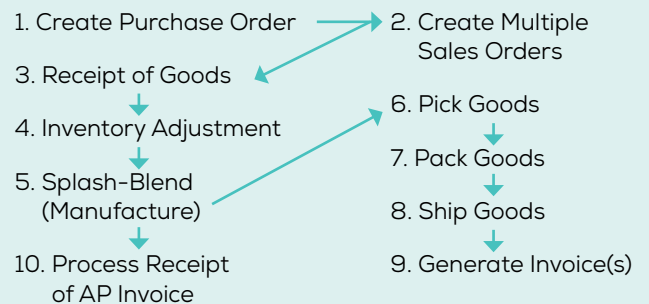 1. Create Purchase Order
2. Create Multiple
Sales Orders
3. Receipt of Goods
4. Inventory Adjustment
5. Splash-Blend
(Manufacture)
6. Pick Goods
7. Pack Goods
8. Ship Goods
9. Generate Invoice(s)
10. Process Receipt
of AP Invoice